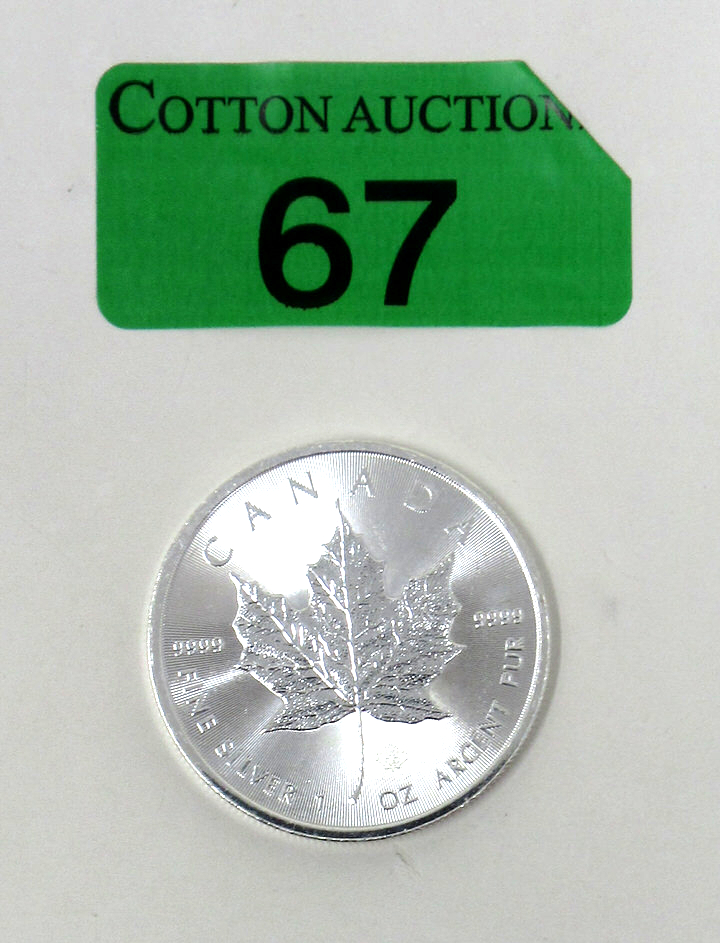 COTTON AUCTION
67
CANADA
9999 9999
FINE SILVER 1 OZ ARGENT PUR